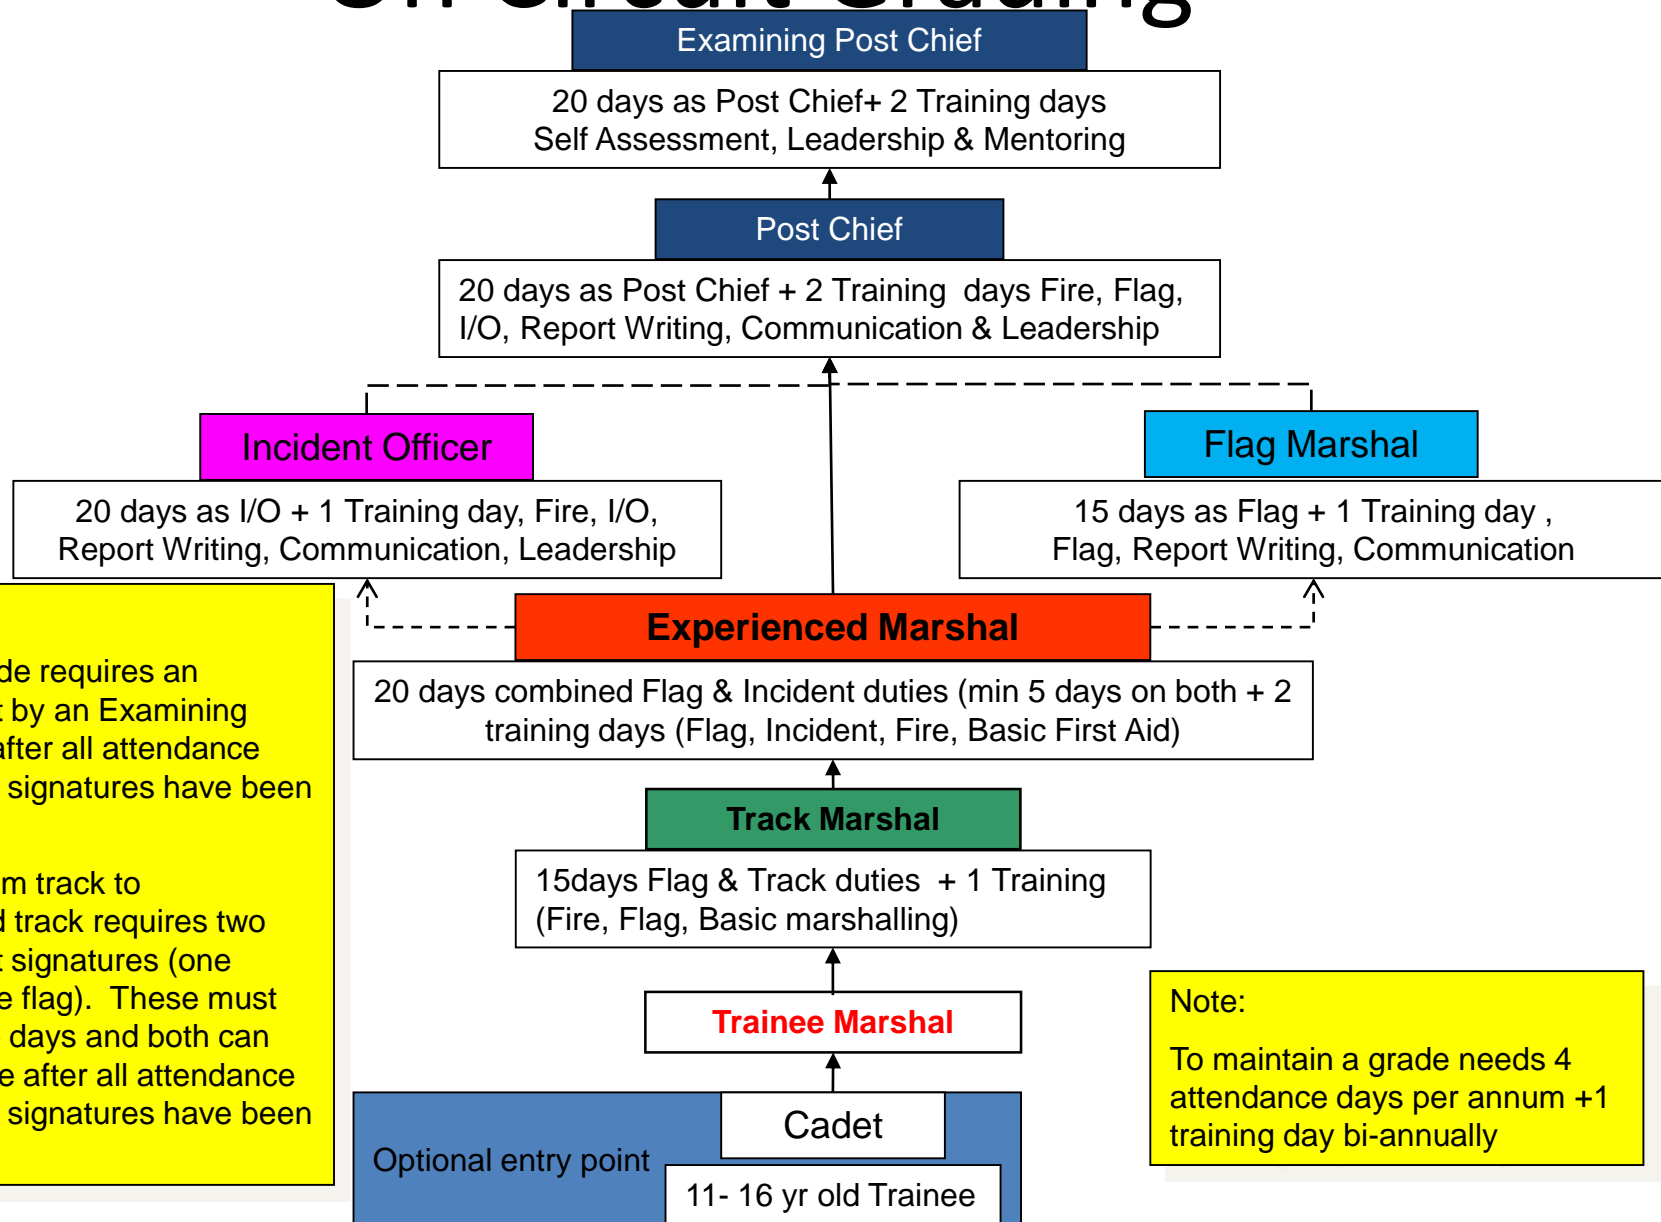 On Circuit Grading
Examining Post Chief
20 days as Post Chief+ 2 Training days
Self Assessment, Leadership & Mentoring
Post Chief
20 days as Post Chief + 2 Training  days Fire, Flag,
I/O, Report Writing, Communication & Leadership
Incident Officer
20 days as I/O + 1 Training day, Fire, I/O,
Report Writing, Communication, Leadership
Flag Marshal
15 days as Flag + 1 Training day ,
Flag, Report Writing, Communication
Experienced Marshal
20 days combined Flag & Incident duties (min 5 days on both + 2
training days (Flag, Incident, Fire, Basic First Aid)
Track Marshal
15days Flag & Track duties  + 1 Training
(Fire, Flag, Basic marshalling)
Trainee Marshal
Cadet
Optional entry point
11- 16 yr old Trainee
requires an
by an Examining
after all attendance
signatures have been
track to
track requires two
signatures (one
flag).  These must
days and both can
after all attendance
signatures have been
Note:
To maintain a grade needs 4
attendance days per annum +1
training day bi-annually